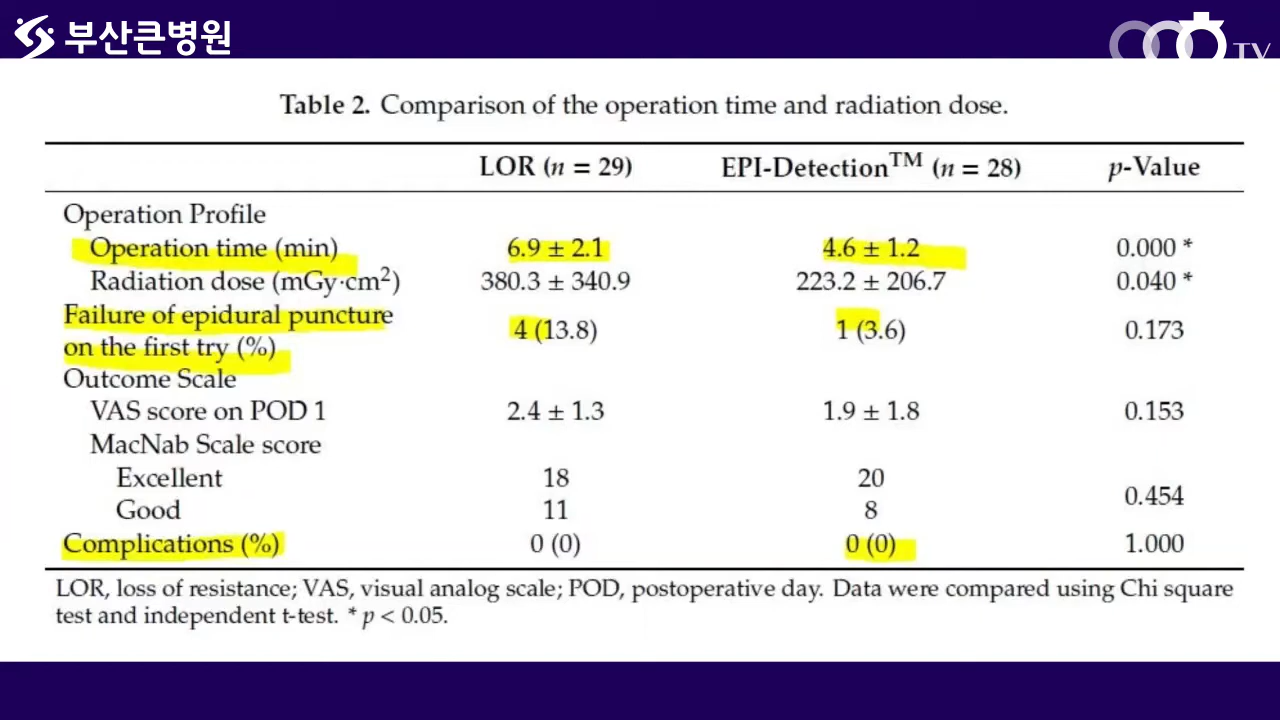 부산큰병원
TV
Table 2. Comparison of the operation time and radiation dose.
LOR (n = 29) EPI-Detection™ (n = 28) p-Value
Operation Profile
Operation time (min) 6.9 ± 2.1 4.6 ± 1.2 0.000 *
Radiation dose (mGy·cm²) 380.3 ± 340.9 223.2 ± 206.7 0.040 *
Failure of epidural puncture
on the first try (%) 4 (13.8) 1 (3.6) 0.173
Outcome Scale
VAS score on POD 1 2.4 ± 1.3 1.9 ± 1.8 0.153
MacNab Scale score
Excellent 18 20
Good 11 8 0.454
Complications (%) 0 (0) 0 (0) 1.000
LOR, loss of resistance; VAS, visual analog scale; POD, postoperative day. Data were compared using Chi square
test and independent t-test. * p < 0.05.